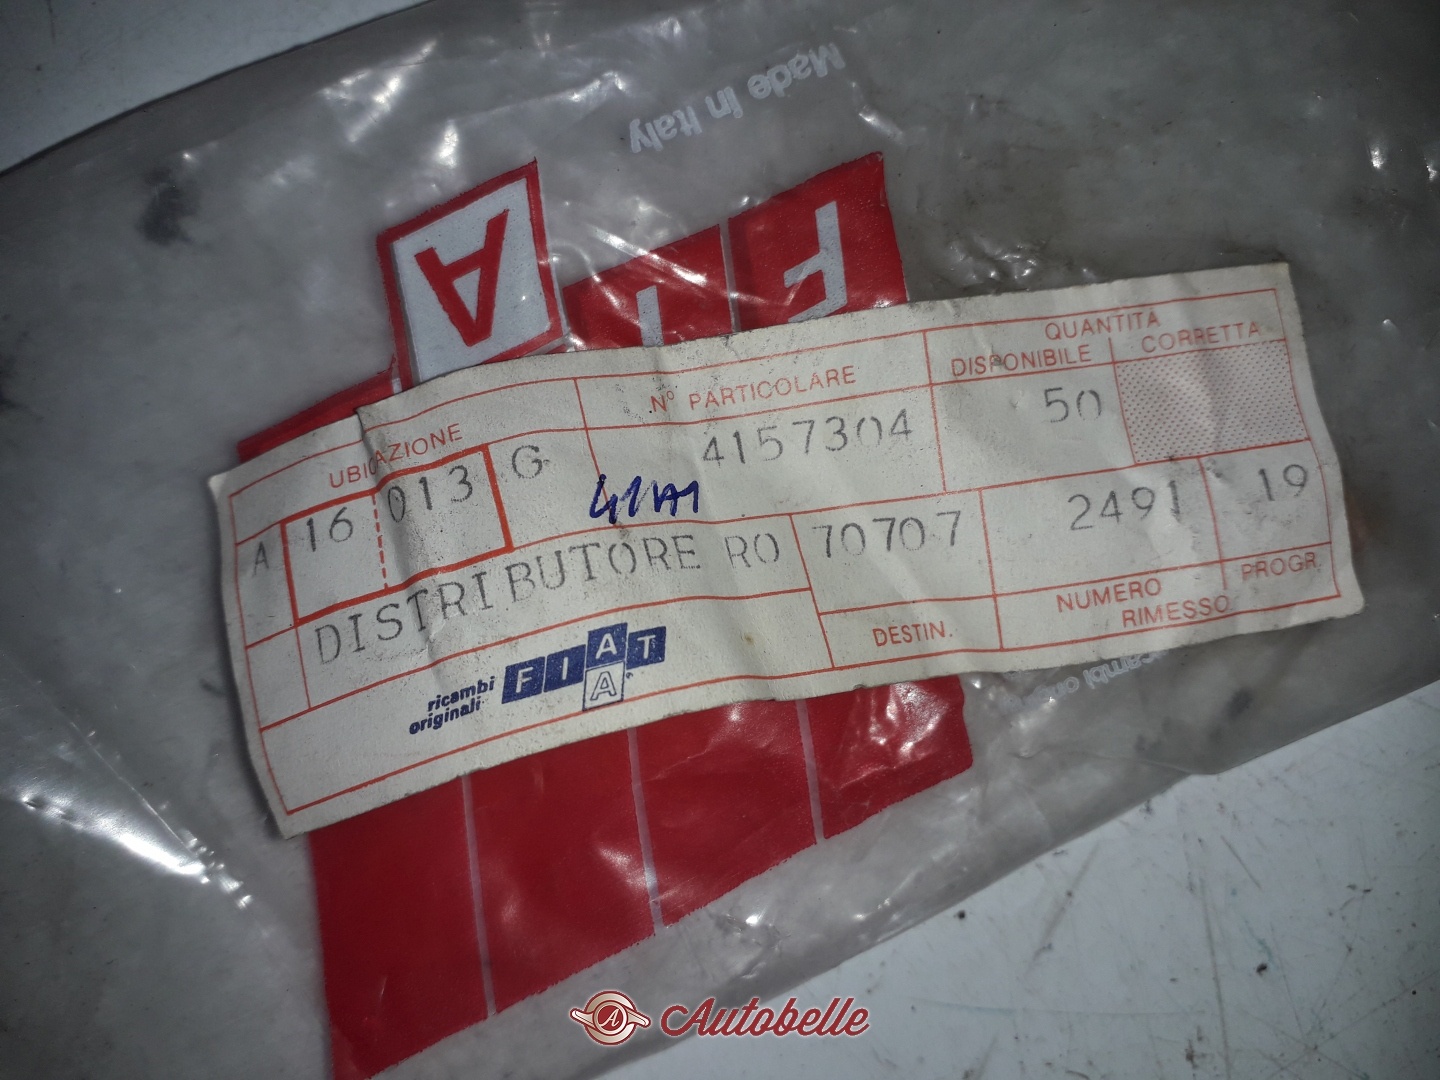 Made in Italy
FIA
A
UBICAZIONE
N° PARTICOLARE
QUANTITA
DISPONIBILE
CORRETTA
A
16
013
G
4157304
50
DISTRIBUTORE RO
70707
2491
19
DESTIN.
NUMERO
RIMESSO
PROGR.
ricambi
originali
FIAT
A
Autobelle